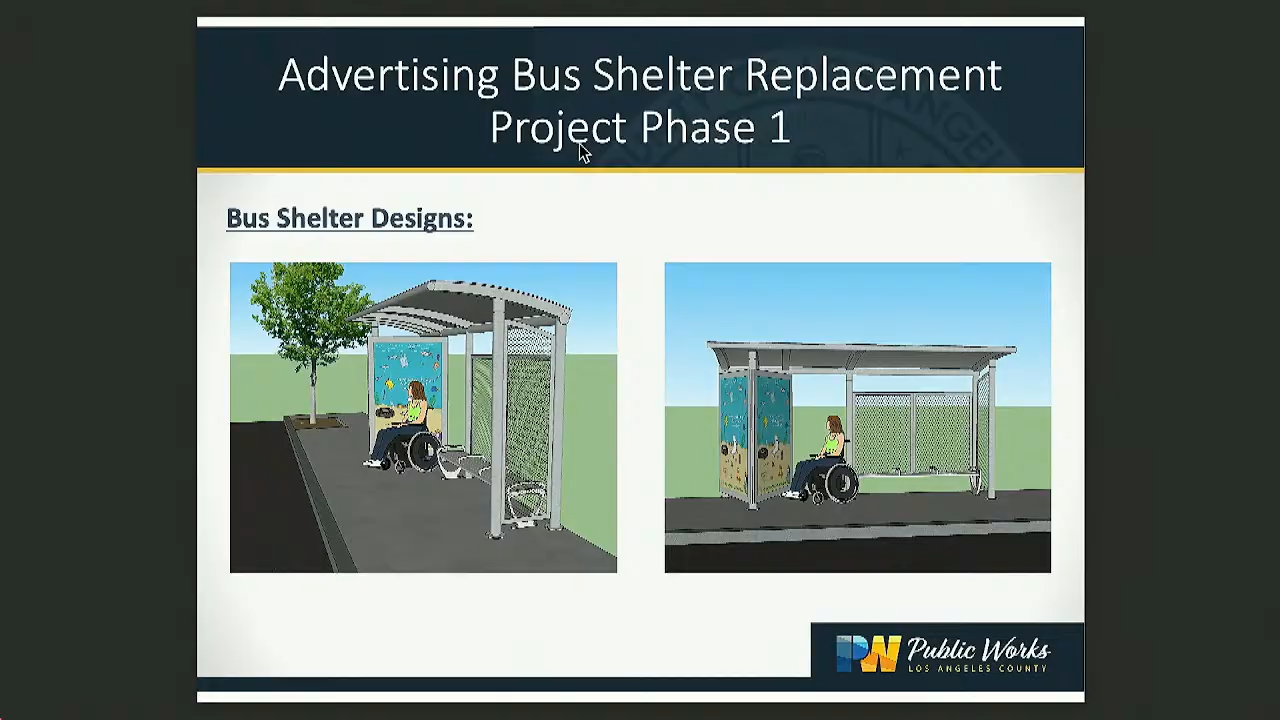 Advertising Bus Shelter Replacement
Project Phase 1
Bus Shelter Designs:
PW Public Works
LOS ANGELES COUNTY